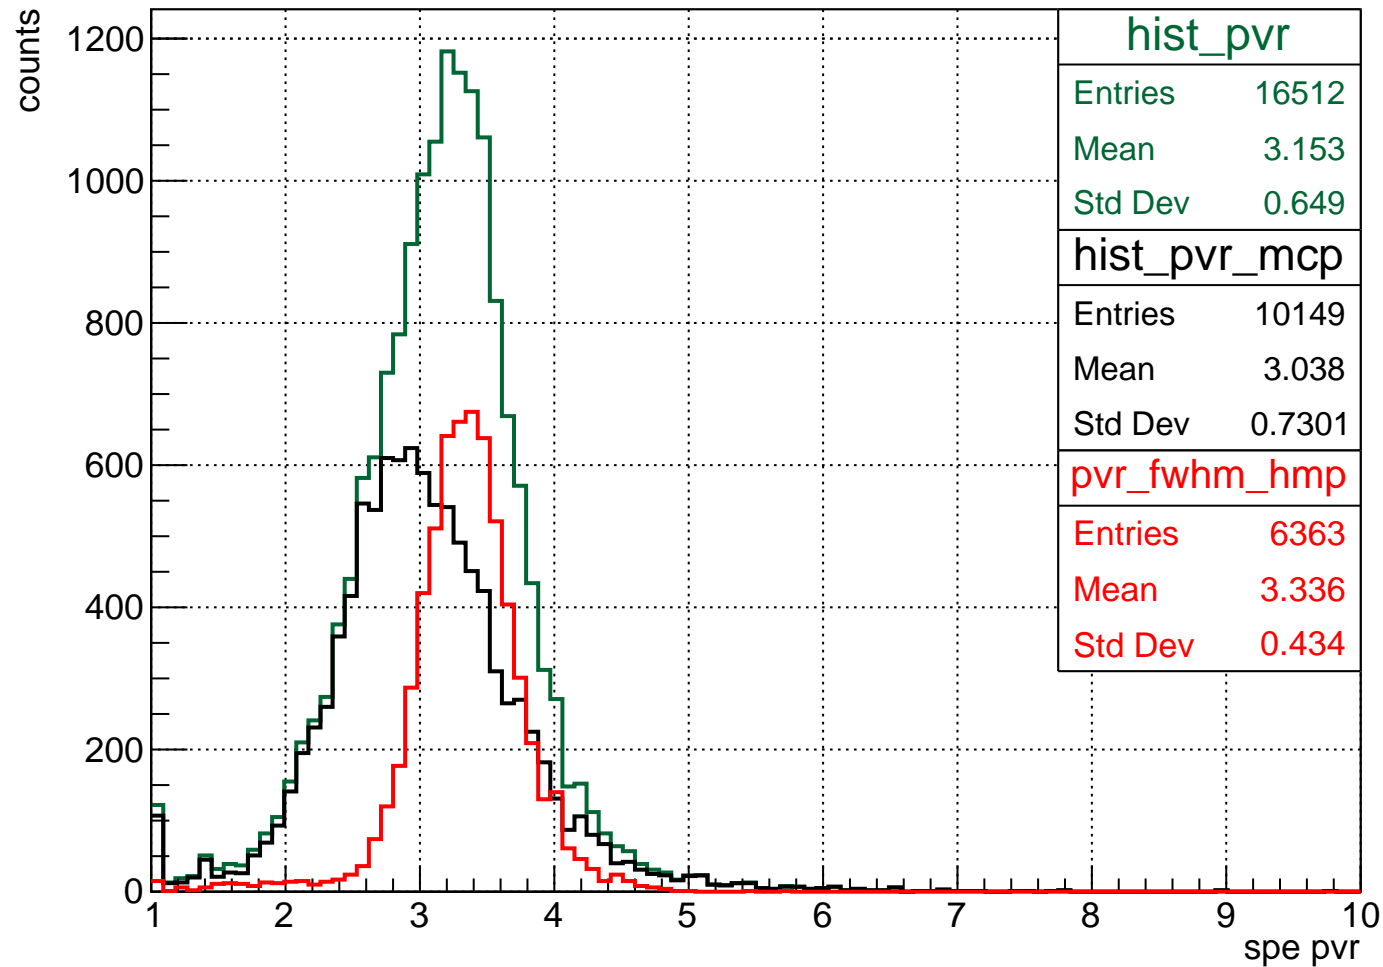 counts
1200
1000
800
600
400
200
0
1 2 3 4 5 6 7 8 9 10
spe pvr
hist_pvr
Entries 16512
Mean 3.153
Std Dev 0.649
hist_pvr_mcp
Entries 10149
Mean 3.038
Std Dev 0.7301
pvr_fwhm_hmp
Entries 6363
Mean 3.336
Std Dev 0.434